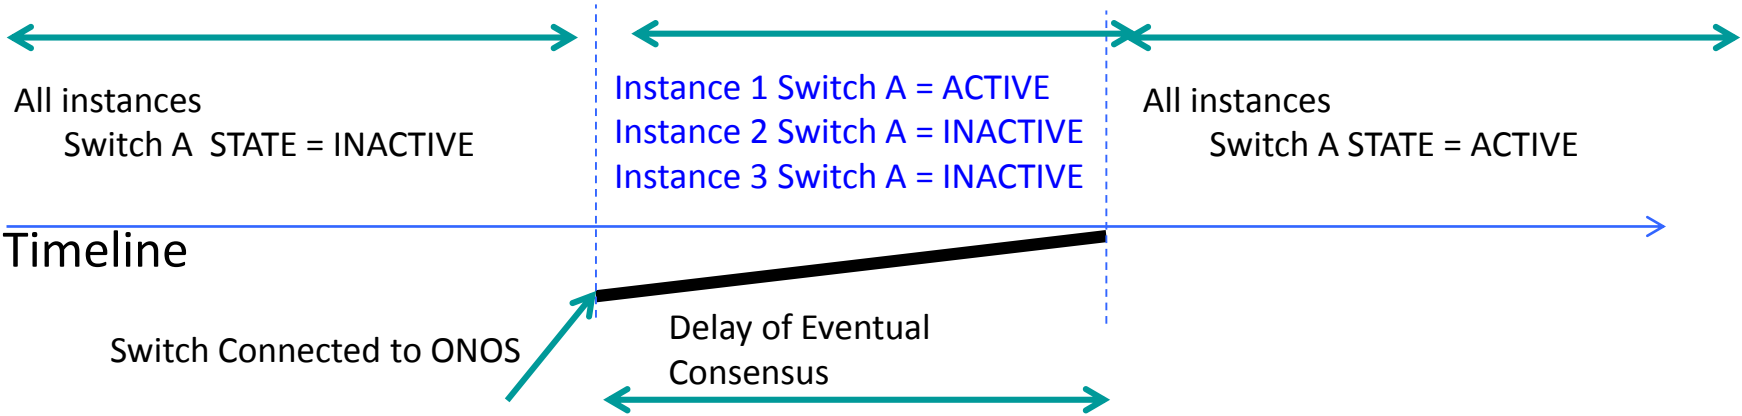 All instances
Switch A  STATE = INACTIVE
Instance 1 Switch A = ACTIVE
Instance 2 Switch A = INACTIVE
Instance 3 Switch A = INACTIVE
All instances
Switch A STATE = ACTIVE
Timeline
Switch Connected to ONOS
Delay of Eventual
Consensus